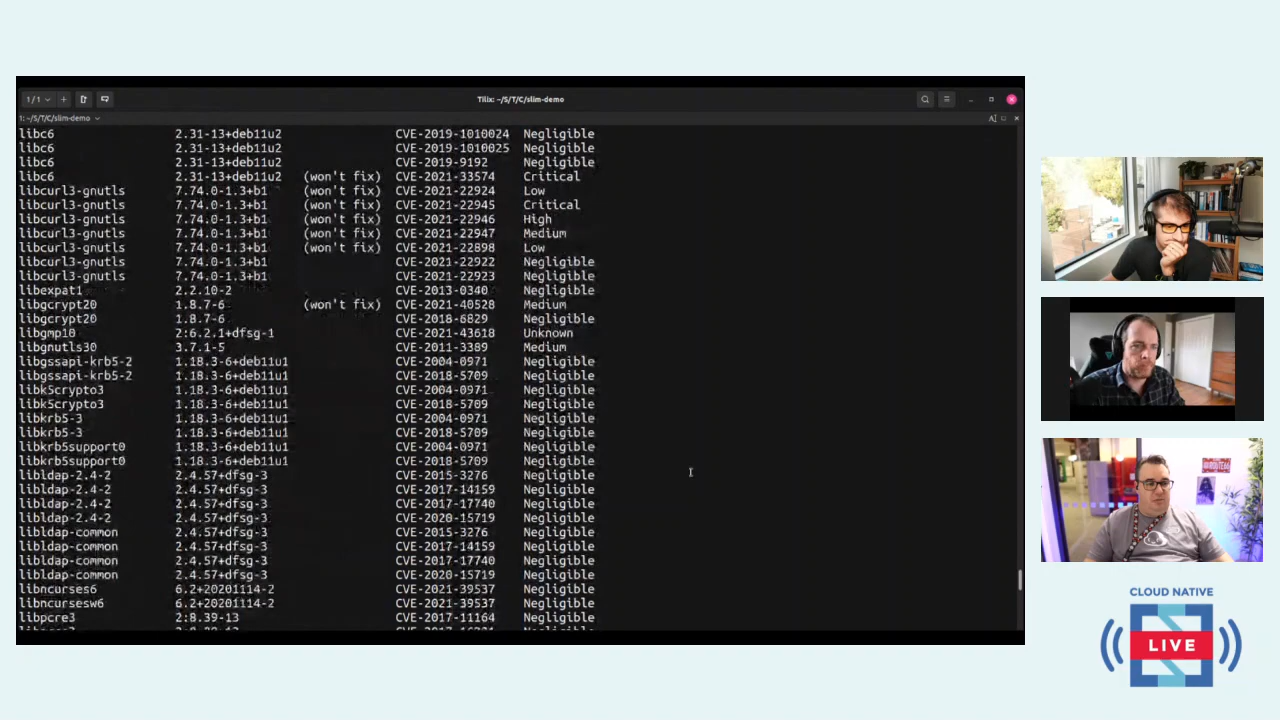 1/1
Tilix: ~/S/T/C/slim-demo
1: ~/S/T/C/slim-demo
libc6 2.31-13+deb11u2 CVE-2019-1010024 Negligible
libc6 2.31-13+deb11u2 CVE-2019-1010025 Negligible
libc6 2.31-13+deb11u2 CVE-2019-9192 Negligible
libc6 2.31-13+deb11u2 (won't fix) CVE-2021-33574 Critical
libcurl3-gnutls 7.74.0-1.3+b1 (won't fix) CVE-2021-22924 Low
libcurl3-gnutls 7.74.0-1.3+b1 (won't fix) CVE-2021-22945 Critical
libcurl3-gnutls 7.74.0-1.3+b1 (won't fix) CVE-2021-22946 High
libcurl3-gnutls 7.74.0-1.3+b1 (won't fix) CVE-2021-22947 Medium
libcurl3-gnutls 7.74.0-1.3+b1 (won't fix) CVE-2021-22898 Low
libcurl3-gnutls 7.74.0-1.3+b1 CVE-2021-22922 Negligible
libcurl3-gnutls 7.74.0-1.3+b1 CVE-2021-22923 Negligible
libexpat1 2.2.10-2 CVE-2013-0340 Negligible
libgcrypt20 1.8.7-6 (won't fix) CVE-2021-40528 Medium
libgcrypt20 1.8.7-6 CVE-2018-6829 Negligible
libgmp10 2:6.2.1+dfsg-1 CVE-2021-43618 Unknown
libgnutls30 3.7.1-5 CVE-2011-3389 Medium
libgssapi-krb5-2 1.18.3-6+deb11u1 CVE-2004-0971 Negligible
libgssapi-krb5-2 1.18.3-6+deb11u1 CVE-2018-5709 Negligible
libk5crypto3 1.18.3-6+deb11u1 CVE-2004-0971 Negligible
libk5crypto3 1.18.3-6+deb11u1 CVE-2018-5709 Negligible
libkrb5-3 1.18.3-6+deb11u1 CVE-2004-0971 Negligible
libkrb5-3 1.18.3-6+deb11u1 CVE-2018-5709 Negligible
libkrb5support0 1.18.3-6+deb11u1 CVE-2004-0971 Negligible
libkrb5support0 1.18.3-6+deb11u1 CVE-2018-5709 Negligible
libldap-2.4-2 2.4.57+dfsg-3 CVE-2015-3276 Negligible
libldap-2.4-2 2.4.57+dfsg-3 CVE-2017-14159 Negligible
libldap-2.4-2 2.4.57+dfsg-3 CVE-2017-17740 Negligible
libldap-2.4-2 2.4.57+dfsg-3 CVE-2020-15719 Negligible
libldap-common 2.4.57+dfsg-3 CVE-2015-3276 Negligible
libldap-common 2.4.57+dfsg-3 CVE-2017-14159 Negligible
libldap-common 2.4.57+dfsg-3 CVE-2017-17740 Negligible
libldap-common 2.4.57+dfsg-3 CVE-2020-15719 Negligible
libncurses6 6.2+20201114-2 CVE-2021-39537 Negligible
libncursesw6 6.2+20201114-2 CVE-2021-39537 Negligible
libpcre3 2:8.39-13 CVE-2017-11164 Negligible
CLOUD NATIVE
LIVE